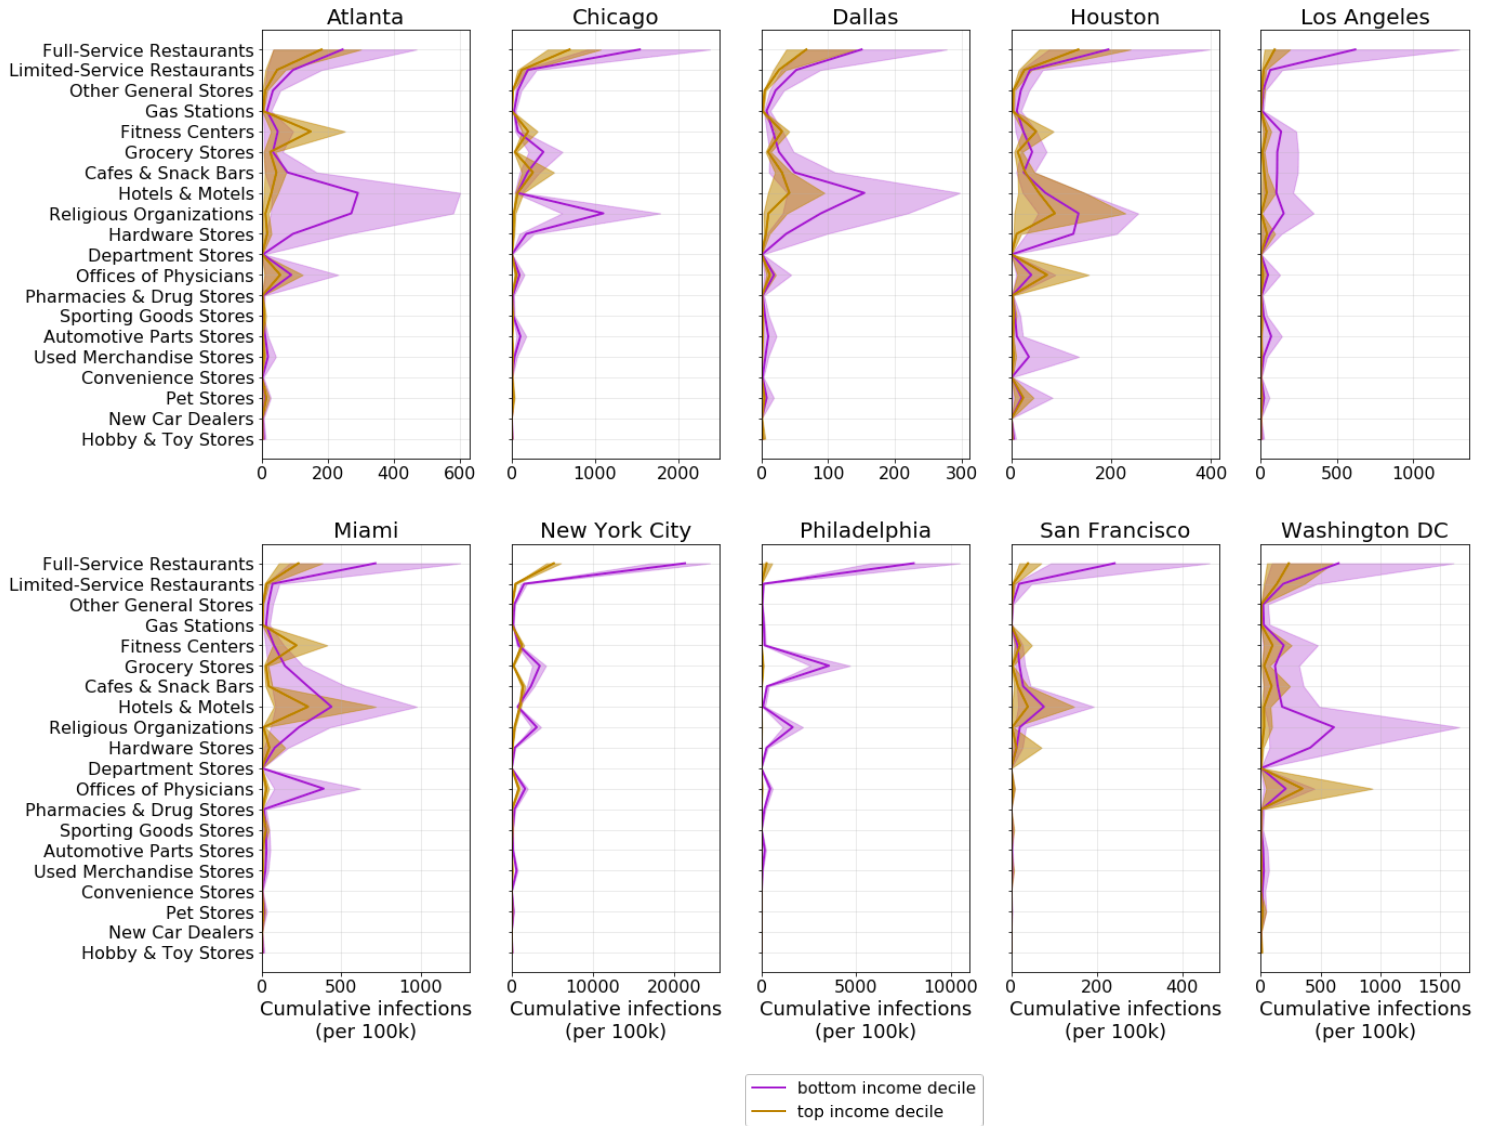 Atlanta Chicago Dallas Houston Los Angeles
Full-Service Restaurants
Limited-Service Restaurants
Other General Stores
Gas Stations
Fitness Centers
Grocery Stores
Cafes & Snack Bars
Hotels & Motels
Religious Organizations
Hardware Stores
Department Stores
Offices of Physicians
Pharmacies & Drug Stores
Sporting Goods Stores
Automotive Parts Stores
Used Merchandise Stores
Convenience Stores
Pet Stores
New Car Dealers
Hobby & Toy Stores
0 200 400 600 0 1000 2000 0 100 200 300 0 200 400 0 500 1000
Miami New York City Philadelphia San Francisco Washington DC
Full-Service Restaurants
Limited-Service Restaurants
Other General Stores
Gas Stations
Fitness Centers
Grocery Stores
Cafes & Snack Bars
Hotels & Motels
Religious Organizations
Hardware Stores
Department Stores
Offices of Physicians
Pharmacies & Drug Stores
Sporting Goods Stores
Automotive Parts Stores
Used Merchandise Stores
Convenience Stores
Pet Stores
New Car Dealers
Hobby & Toy Stores
0 500 1000 0 10000 20000 0 5000 10000 0 200 400 0 500 1000 1500
Cumulative infections Cumulative infections Cumulative infections Cumulative infections Cumulative infections
(per 100k) (per 100k) (per 100k) (per 100k) (per 100k)
bottom income decile
top income decile